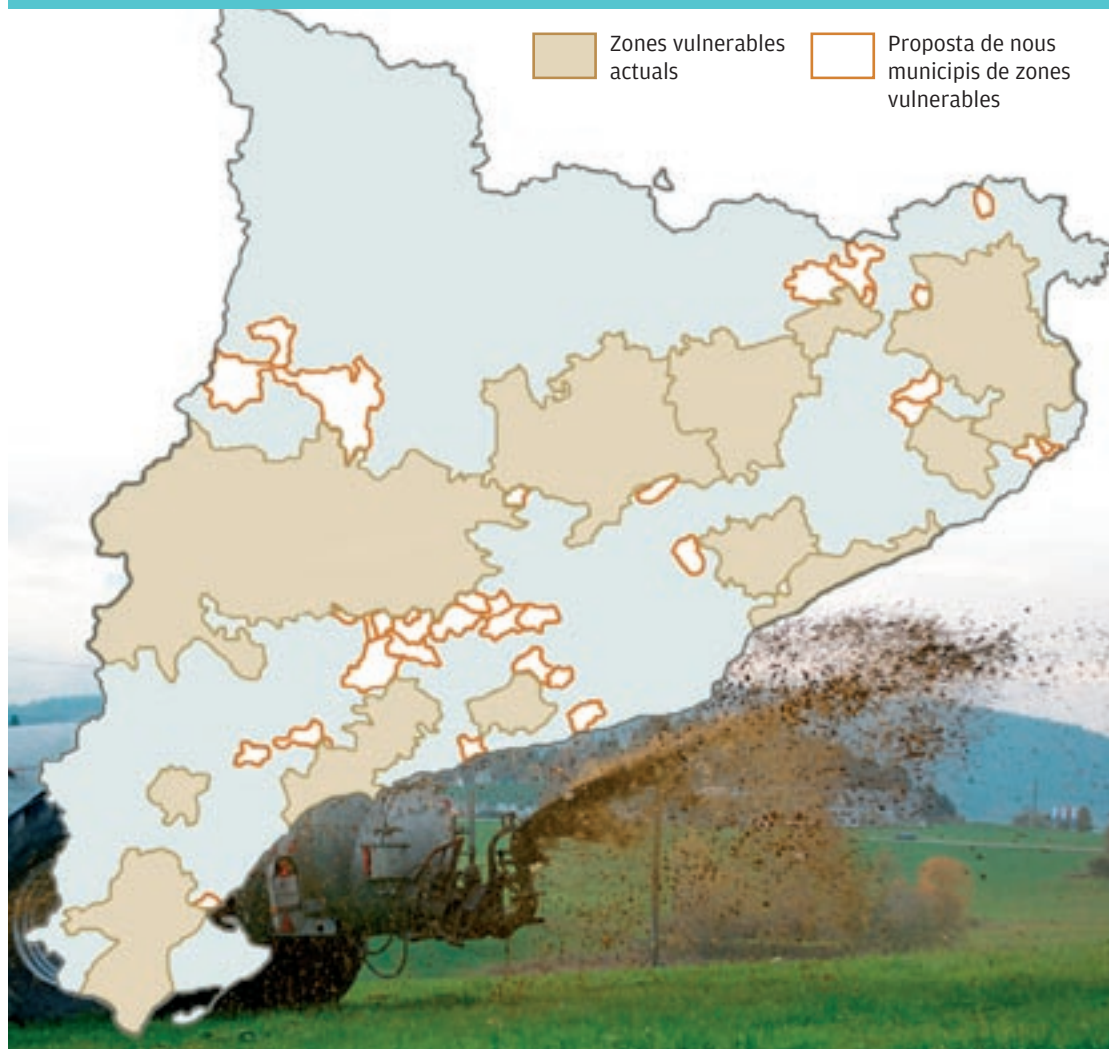 Zones vulnerables
actuals
Proposta de nous
municipis de zones
vulnerables